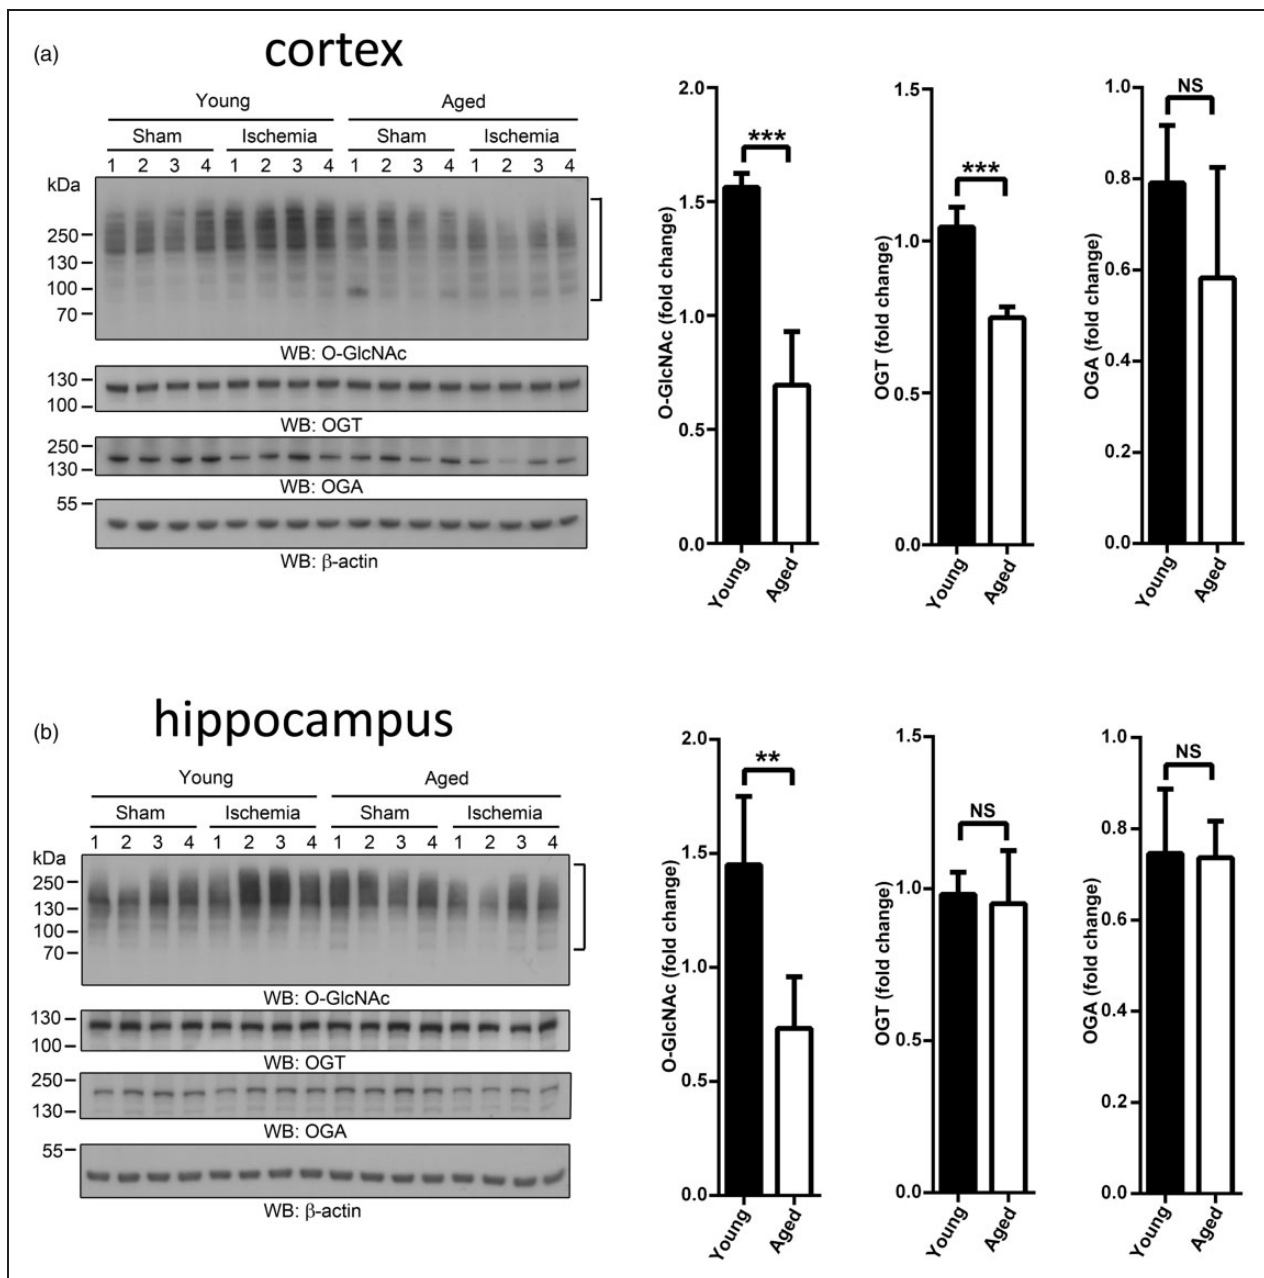 (a)
cortex
Young Aged
Sham Ischemia Sham Ischemia
1 2 3 4 1 2 3 4 1 2 3 4 1 2 3 4
kDa
250
130
100
70
WB: O-GlcNAc
130
100
WB: OGT
250
130
WB: OGA
55
WB: β-actin
O-GlcNAc (fold change)
2.0
1.5
1.0
0.5
0.0
***
Young
Aged
OGT (fold change)
1.5
1.0
0.5
0.0
***
Young
Aged
OGA (fold change)
1.0
0.8
0.6
0.4
0.2
0.0
NS
Young
Aged
(b)
hippocampus
Young Aged
Sham Ischemia Sham Ischemia
1 2 3 4 1 2 3 4 1 2 3 4 1 2 3 4
kDa
250
130
100
70
WB: O-GlcNAc
130
100
WB: OGT
250
130
WB: OGA
55
WB: β-actin
O-GlcNAc (fold change)
2.0
1.5
1.0
0.5
0.0
**
Young
Aged
OGT (fold change)
1.5
1.0
0.5
0.0
NS
Young
Aged
OGA (fold change)
1.0
0.8
0.6
0.4
0.2
0.0
NS
Young
Aged